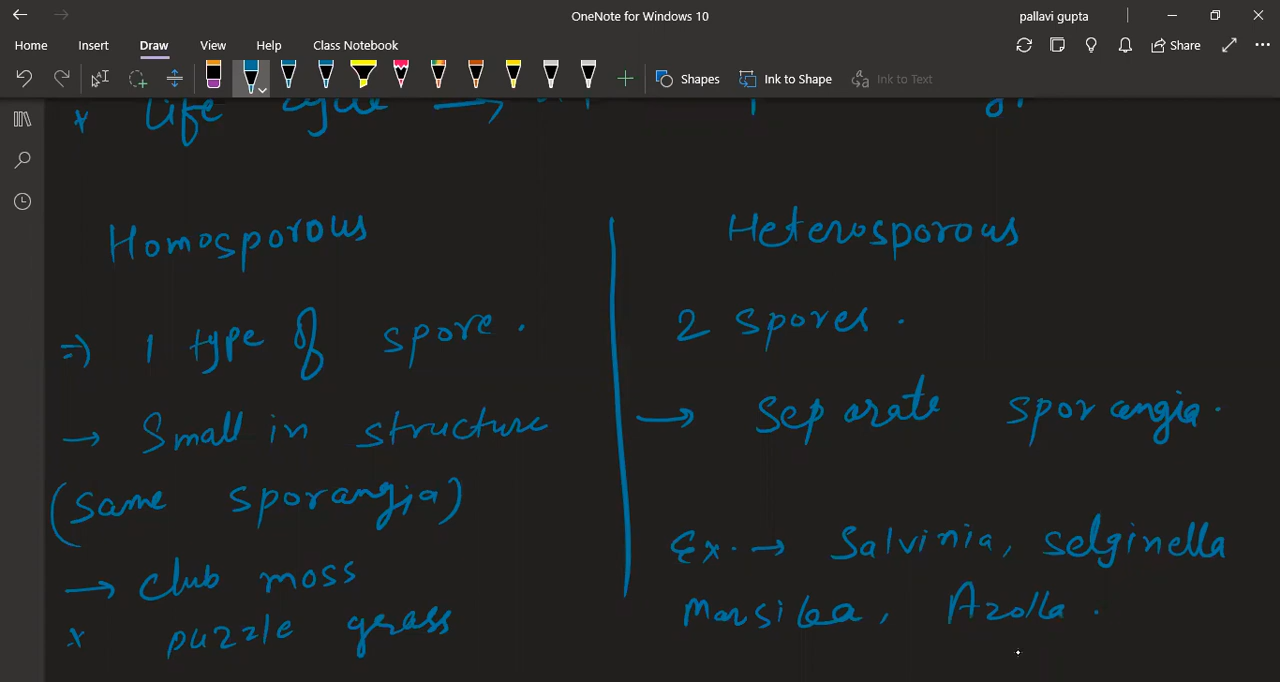 OneNote for Windows 10
pallavi gupta
Home Insert Draw View Help Class Notebook
Share
Shapes Ink to Shape Ink to Text
* Life cycle →
Homosporous
⇒ 1 type of spore.
→ Small in structure
(same sporangia)
→ club moss
x puzzle grass
Heterosporous
2 spores.
→ Separate sporangia.
Ex. → Salvinia, Selginella
Marsilea, Azolla.